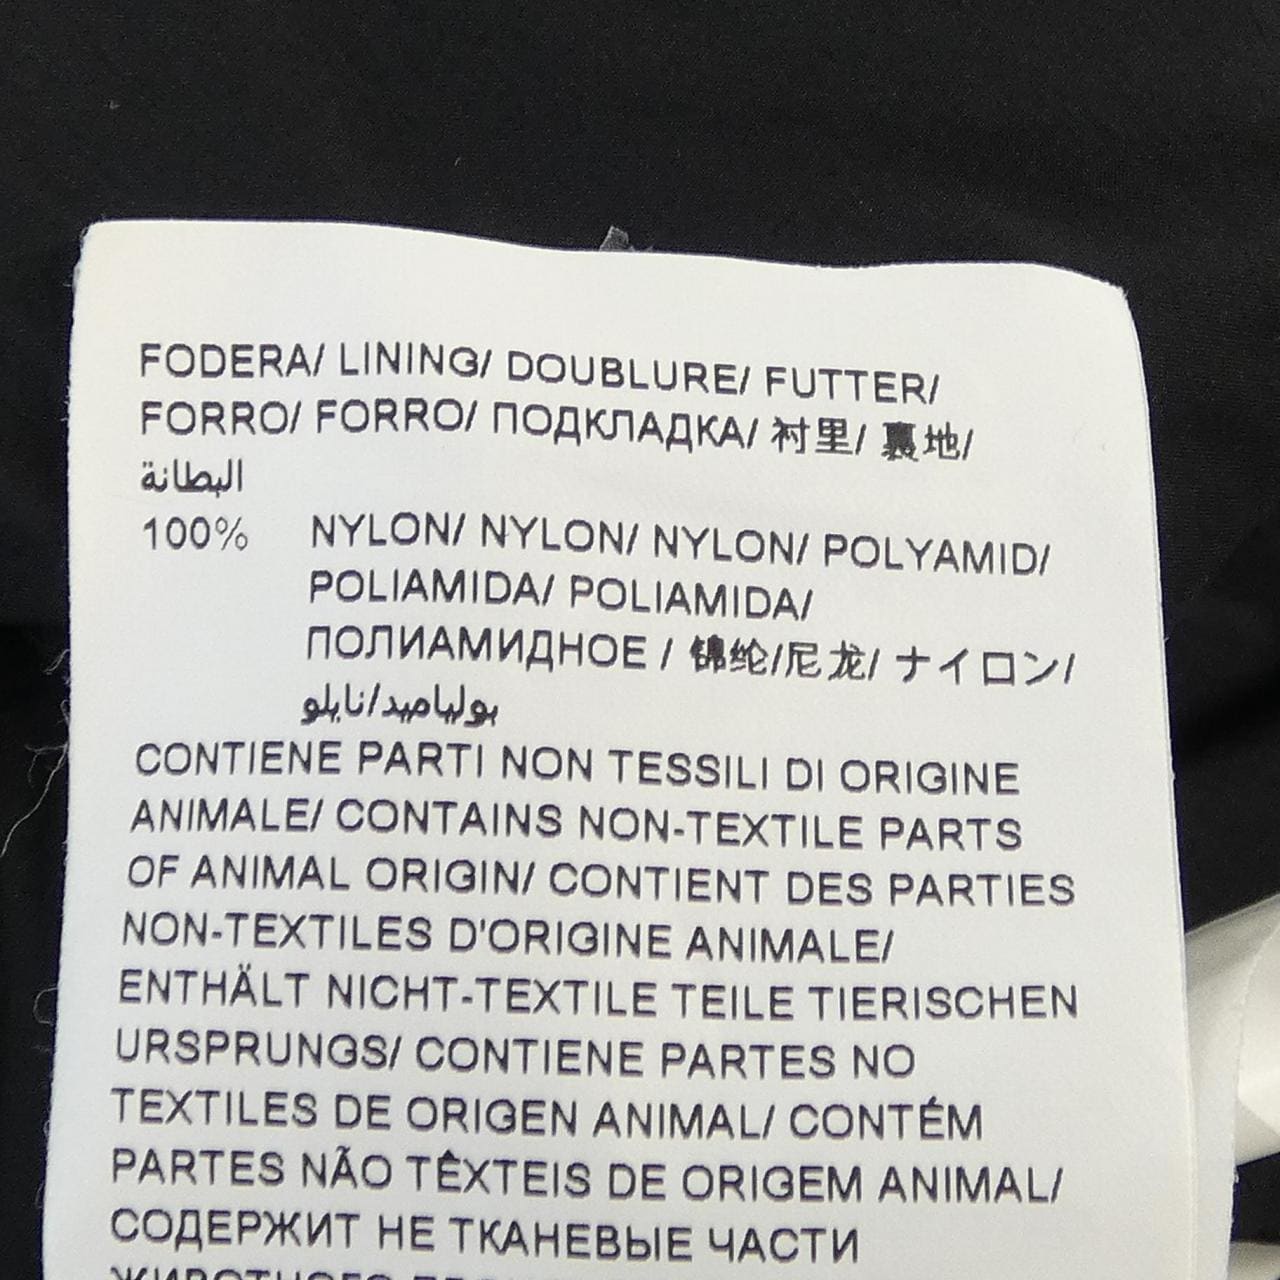 FODERA/ LINING/ DOUBLURE/ FUTTER/
FORRO/ FORRO/ ПОДКЛАДКА/ 衬里/ 裏地/
البطانة
100% NYLON/ NYLON/ NYLON/ POLYAMID/
POLIAMIDA/ POLIAMIDA/
ПОЛИАМИДНОЕ / 锦纶/尼龙/ ナイロン/
بولياميد/نايلو
CONTIENE PARTI NON TESSILI DI ORIGINE
ANIMALE/ CONTAINS NON-TEXTILE PARTS
OF ANIMAL ORIGIN/ CONTIENT DES PARTIES
NON-TEXTILES D'ORIGINE ANIMALE/
ENTHÄLT NICHT-TEXTILE TEILE TIERISCHEN
URSPRUNGS/ CONTIENE PARTES NO
TEXTILES DE ORIGEN ANIMAL/ CONTÉM
PARTES NÃO TÊXTEIS DE ORIGEM ANIMAL/
СОДЕРЖИТ НЕ ТКАНЕВЫЕ ЧАСТИ